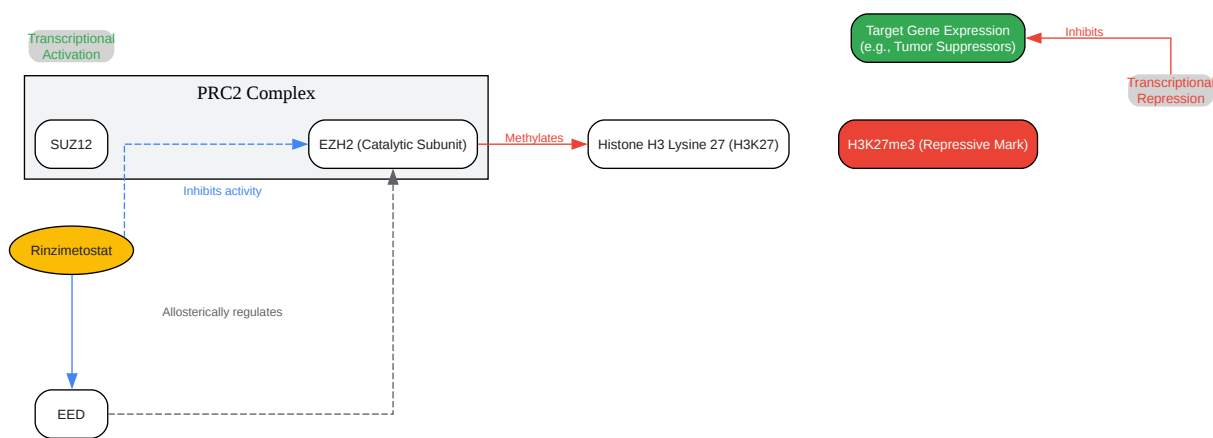 Transcriptional
Activation
Target Gene Expression
(e.g., Tumor Suppressors)
Inhibits
Transcriptional
Repression
PRC2 Complex
SUZ12
EZH2 (Catalytic Subunit)
Methylates
Histone H3 Lysine 27 (H3K27)
H3K27me3 (Repressive Mark)
Inhibits activity
Rinzimetostat
Allosterically regulates
EED